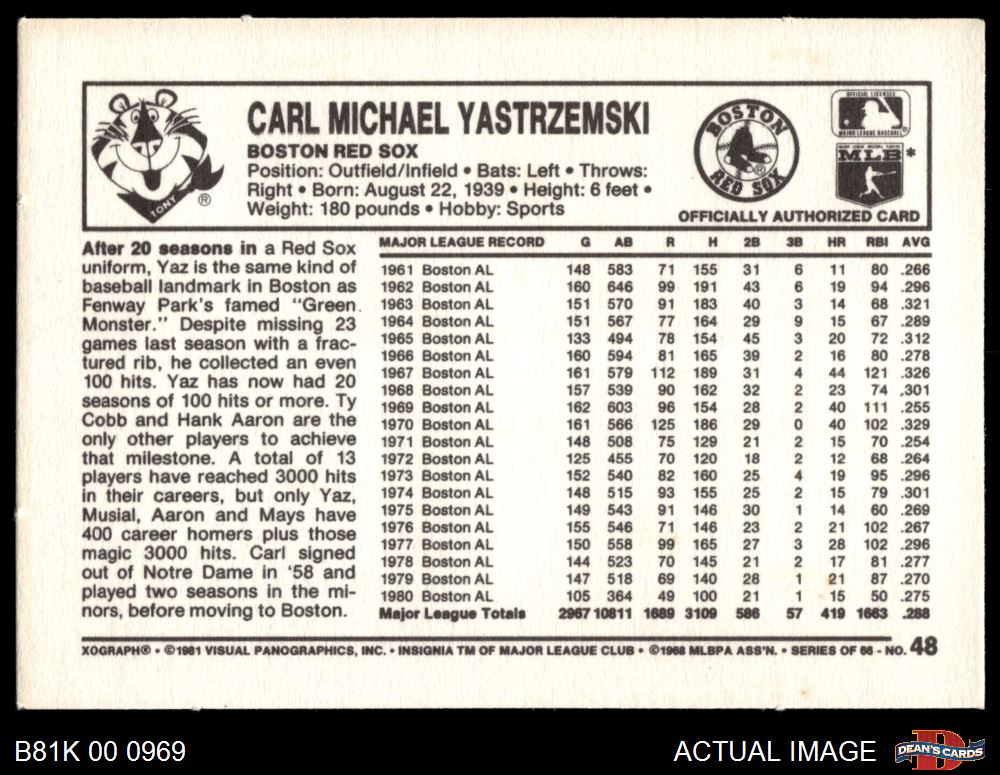 CARL MICHAEL YASTRZEMSKI
BOSTON RED SOX
Position: Outfield/Infield • Bats: Left • Throws:
Right • Born: August 22, 1939 • Height: 6 feet •
Weight: 180 pounds • Hobby: Sports
TONY ®
BOSTON
RED SOX
®
OFFICIAL LICENSEE
MAJOR LEAGUE BASEBALL ®
MLB *
OFFICIALLY AUTHORIZED CARD
After 20 seasons in a Red Sox
uniform, Yaz is the same kind of
baseball landmark in Boston as
Fenway Park's famed "Green
Monster." Despite missing 23
games last season with a frac-
tured rib, he collected an even
100 hits. Yaz has now had 20
seasons of 100 hits or more. Ty
Cobb and Hank Aaron are the
only other players to achieve
that milestone. A total of 13
players have reached 3000 hits
in their careers, but only Yaz,
Musial, Aaron and Mays have
400 career homers plus those
magic 3000 hits. Carl signed
out of Notre Dame in '58 and
played two seasons in the mi-
nors, before moving to Boston.
MAJOR LEAGUE RECORD G AB R H 2B 3B HR RBI AVG
1961 Boston AL 148 583 71 155 31 6 11 80 .266
1962 Boston AL 160 646 99 191 43 6 19 94 .296
1963 Boston AL 151 570 91 183 40 3 14 68 .321
1964 Boston AL 151 567 77 164 29 9 15 67 .289
1965 Boston AL 133 494 78 154 45 3 20 72 .312
1966 Boston AL 160 594 81 165 39 2 16 80 .278
1967 Boston AL 161 579 112 189 31 4 44 121 .326
1968 Boston AL 157 539 90 162 32 2 23 74 .301
1969 Boston AL 162 603 96 154 28 2 40 111 .255
1970 Boston AL 161 566 125 186 29 0 40 102 .329
1971 Boston AL 148 508 75 129 21 2 15 70 .254
1972 Boston AL 125 455 70 120 18 2 12 68 .264
1973 Boston AL 152 540 82 160 25 4 19 95 .296
1974 Boston AL 148 515 93 155 25 2 15 79 .301
1975 Boston AL 149 543 91 146 30 1 14 60 .269
1976 Boston AL 155 546 71 146 23 2 21 102 .267
1977 Boston AL 150 558 99 165 27 3 28 102 .296
1978 Boston AL 144 523 70 145 21 2 17 81 .277
1979 Boston AL 147 518 69 140 28 1 21 87 .270
1980 Boston AL 105 364 49 100 21 1 15 50 .275
Major League Totals 2967 10811 1689 3109 586 57 419 1663 .288
XOGRAPH® • ©1981 VISUAL PANOGRAPHICS, INC. • INSIGNIA TM OF MAJOR LEAGUE CLUB • ©1968 MLBPA ASS'N. • SERIES OF 66 - NO. 48
B81K 00 0969
ACTUAL IMAGE
DEAN'S CARDS